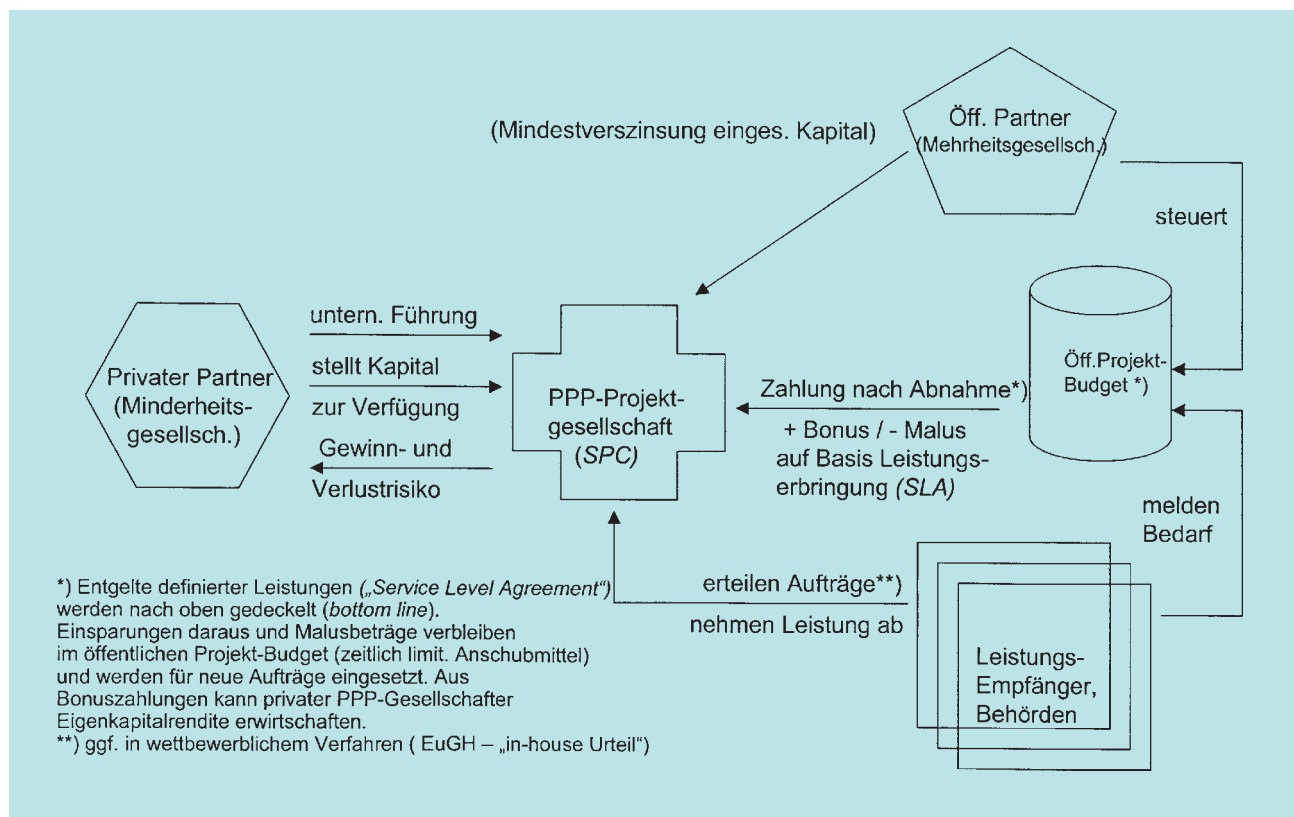 Öff. Partner
(Mehrheitsgesellsch.)
(Mindestverszinsung einges. Kapital)
steuert
untern. Führung
stellt Kapital
zur Verfügung
Gewinn- und
Verlustrisiko
Privater Partner
(Minderheits-
gesellsch.)
PPP-Projekt-
gesellschaft
(SPC)
Zahlung nach Abnahme*)
+ Bonus / - Malus
auf Basis Leistungs-
erbringung (SLA)
Öff.Projekt-
Budget *)
melden
Bedarf
erteilen Aufträge**)
nehmen Leistung ab
Leistungs-
Empfänger,
Behörden
*) Entgelte definierter Leistungen („Service Level Agreement“)
werden nach oben gedeckelt (bottom line).
Einsparungen daraus und Malusbeträge verbleiben
im öffentlichen Projekt-Budget (zeitlich limit. Anschubmittel)
und werden für neue Aufträge eingesetzt. Aus
Bonuszahlungen kann privater PPP-Gesellschafter
Eigenkapitalrendite erwirtschaften.
**) ggf. in wettbewerblichem Verfahren ( EuGH – „in-house Urteil“)